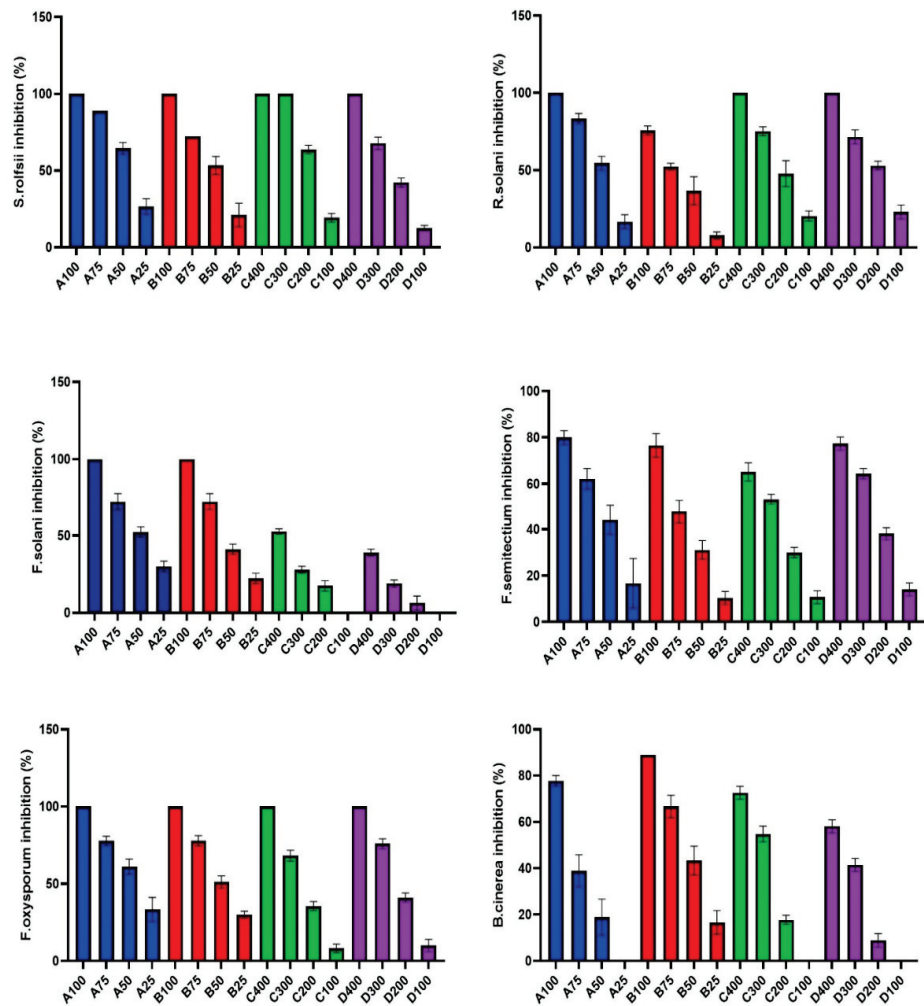 S.rolfsii inhibition (%)
150
100
50
0
A100 A75 A50 A25 B100 B75 B50 B25 C400 C300 C200 C100 D400 D300 D200 D100
R.solani inhibition (%)
150
100
50
0
A100 A75 A50 A25 B100 B75 B50 B25 C400 C300 C200 C100 D400 D300 D200 D100
F.solani inhibition (%)
150
100
50
0
A100 A75 A50 A25 B100 B75 B50 B25 C400 C300 C200 C100 D400 D300 D200 D100
F.semitectium inhibition (%)
100
80
60
40
20
0
A100 A75 A50 A25 B100 B75 B50 B25 C400 C300 C200 C100 D400 D300 D200 D100
F.oxysporum inhibition (%)
150
100
50
0
A100 A75 A50 A25 B100 B75 B50 B25 C400 C300 C200 C100 D400 D300 D200 D100
B.cinerea inhibition (%)
100
80
60
40
20
0
A100 A75 A50 A25 B100 B75 B50 B25 C400 C300 C200 C100 D400 D300 D200 D100